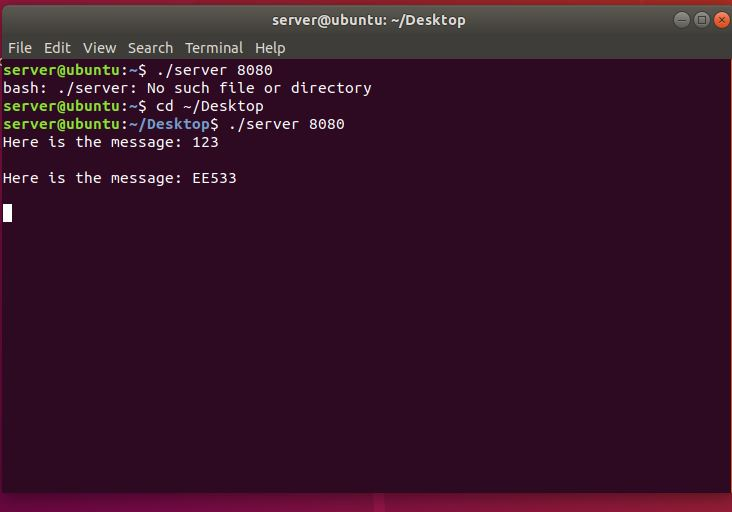 server@ubuntu: ~/Desktop
File Edit View Search Terminal Help
server@ubuntu:~$ ./server 8080
bash: ./server: No such file or directory
server@ubuntu:~$ cd ~/Desktop
server@ubuntu:~/Desktop$ ./server 8080
Here is the message: 123
Here is the message: EE533